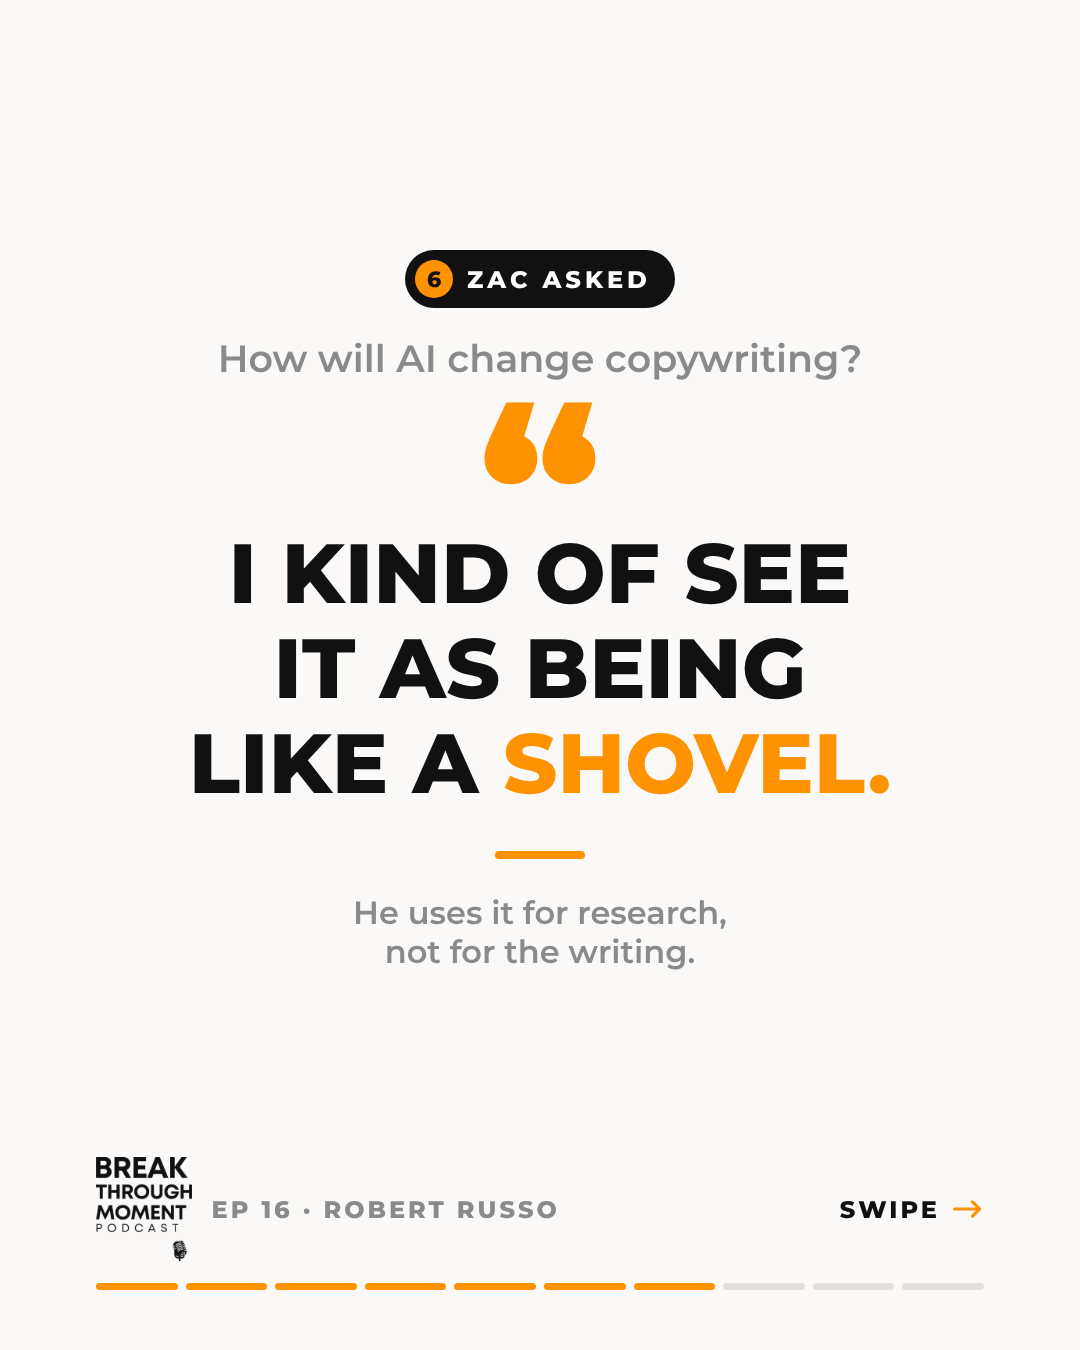 6 ZAC ASKED
How will AI change copywriting?
“
I KIND OF SEE
IT AS BEING
LIKE A SHOVEL.
He uses it for research,
not for the writing.
BREAK
THROUGH
MOMENT
PODCAST
EP 16 · ROBERT RUSSO
SWIPE →